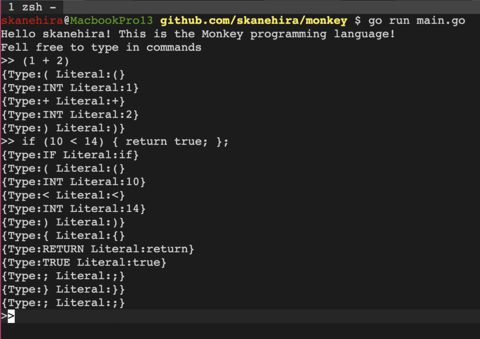 1 zsh -
skanehira@MacbookPro13 github.com/skanehira/monkey $ go run main.go
Hello skanehira! This is the Monkey programming language!
Fell free to type in commands
>> (1 + 2)
{Type:( Literal:(}
{Type:INT Literal:1}
{Type:+ Literal:+}
{Type:INT Literal:2}
{Type:) Literal:)}
>> if (10 < 14) { return true; };
{Type:IF Literal:if}
{Type:( Literal:(}
{Type:INT Literal:10}
{Type:< Literal:<}
{Type:INT Literal:14}
{Type:) Literal:)}
{Type:{ Literal:{}
{Type:RETURN Literal:return}
{Type:TRUE Literal:true}
{Type:; Literal:;}
{Type:} Literal:}}
{Type:; Literal:;}
>>